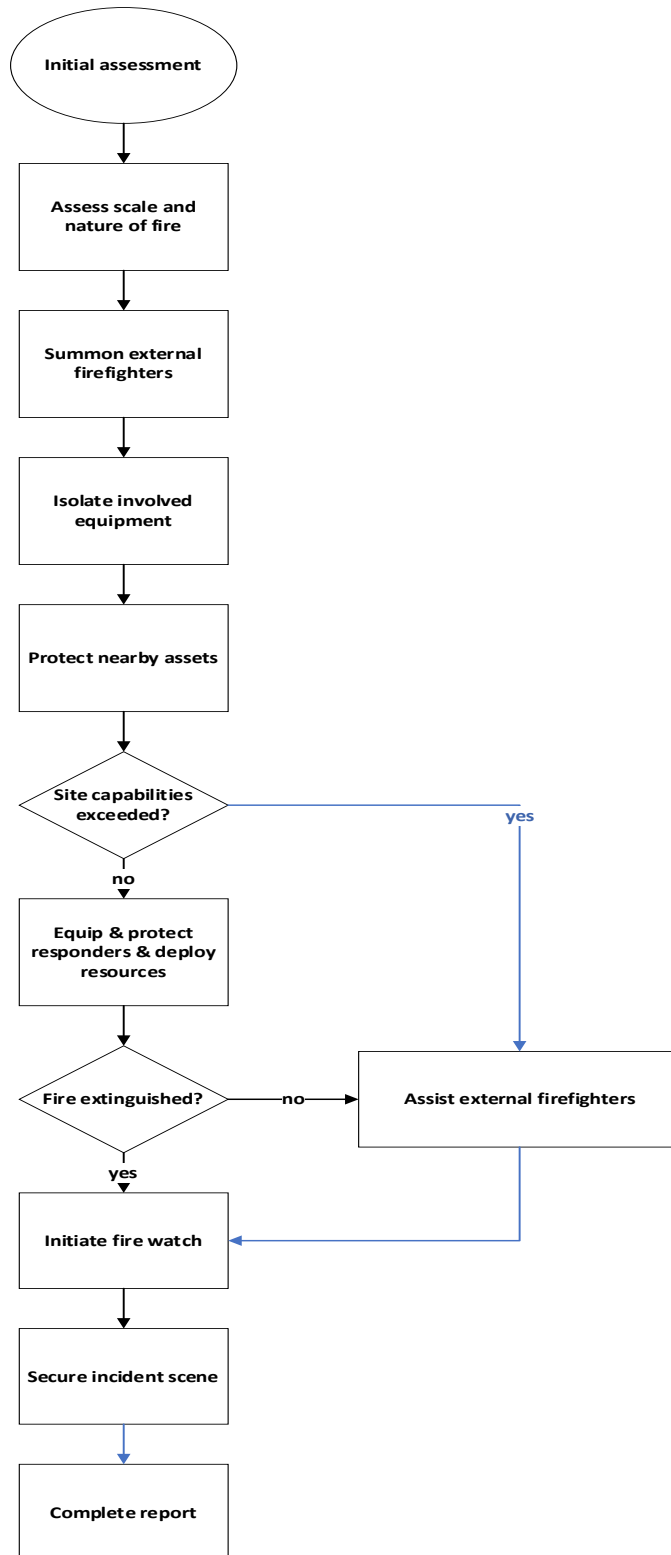 Initial assessment
Assess scale and
nature of fire
Summon external
firefighters
Isolate involved
equipment
Protect nearby assets
Site capabilities
exceeded?
yes
no
Equip & protect
responders & deploy
resources
Fire extinguished?
no
Assist external firefighters
yes
Initiate fire watch
Secure incident scene
Complete report